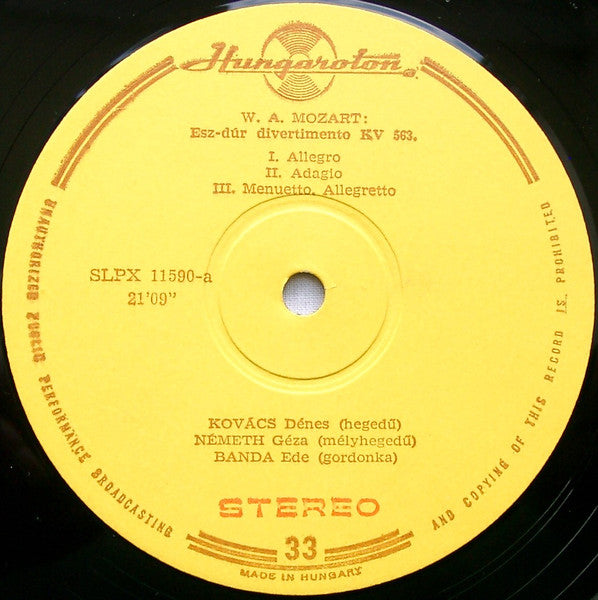 Hungaroton
W. A. MOZART:
Esz-dúr divertimento KV 563.
I. Allegro
II. Adagio
III. Menuetto. Allegretto
SLPX 11590-a
21'09"
KOVÁCS Dénes (hegedű)
NÉMETH Géza (mélyhegedű)
BANDA Ede (gordonka)
STEREO
33
MADE IN HUNGARY
UNAUTHORIZED PUBLIC PERFORMANCE BROADCASTING
AND COPYING OF THIS RECORD IS PROHIBITED